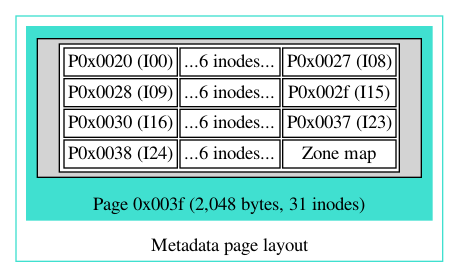 P0x0020 (I00) ...6 inodes... P0x0027 (I08)
P0x0028 (I09) ...6 inodes... P0x002f (I15)
P0x0030 (I16) ...6 inodes... P0x0037 (I23)
P0x0038 (I24) ...6 inodes... Zone map
Page 0x003f (2,048 bytes, 31 inodes)
Metadata page layout